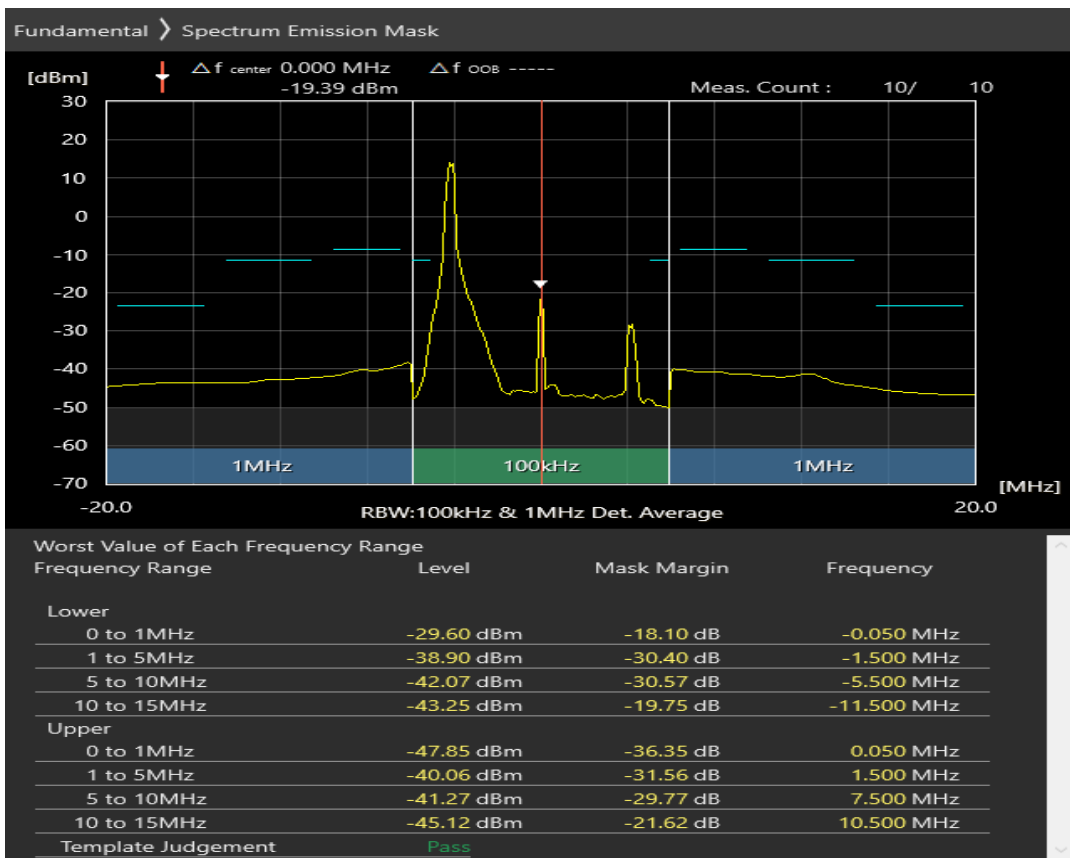 Fundamental 〉 Spectrum Emission Mask
[dBm]
△f center 0.000 MHz △f OOB -----
-19.39 dBm
Meas. Count : 10/ 10
30
20
10
0
-10
-20
-30
-40
-50
-60
-70
1MHz 100kHz 1MHz
[MHz]
-20.0 RBW:100kHz & 1MHz Det. Average 20.0
Worst Value of Each Frequency Range
Frequency Range Level Mask Margin Frequency
Lower
0 to 1MHz -29.60 dBm -18.10 dB -0.050 MHz
1 to 5MHz -38.90 dBm -30.40 dB -1.500 MHz
5 to 10MHz -42.07 dBm -30.57 dB -5.500 MHz
10 to 15MHz -43.25 dBm -19.75 dB -11.500 MHz
Upper
0 to 1MHz -47.85 dBm -36.35 dB 0.050 MHz
1 to 5MHz -40.06 dBm -31.56 dB 1.500 MHz
5 to 10MHz -41.27 dBm -29.77 dB 7.500 MHz
10 to 15MHz -45.12 dBm -21.62 dB 10.500 MHz
Template Judgement Pass